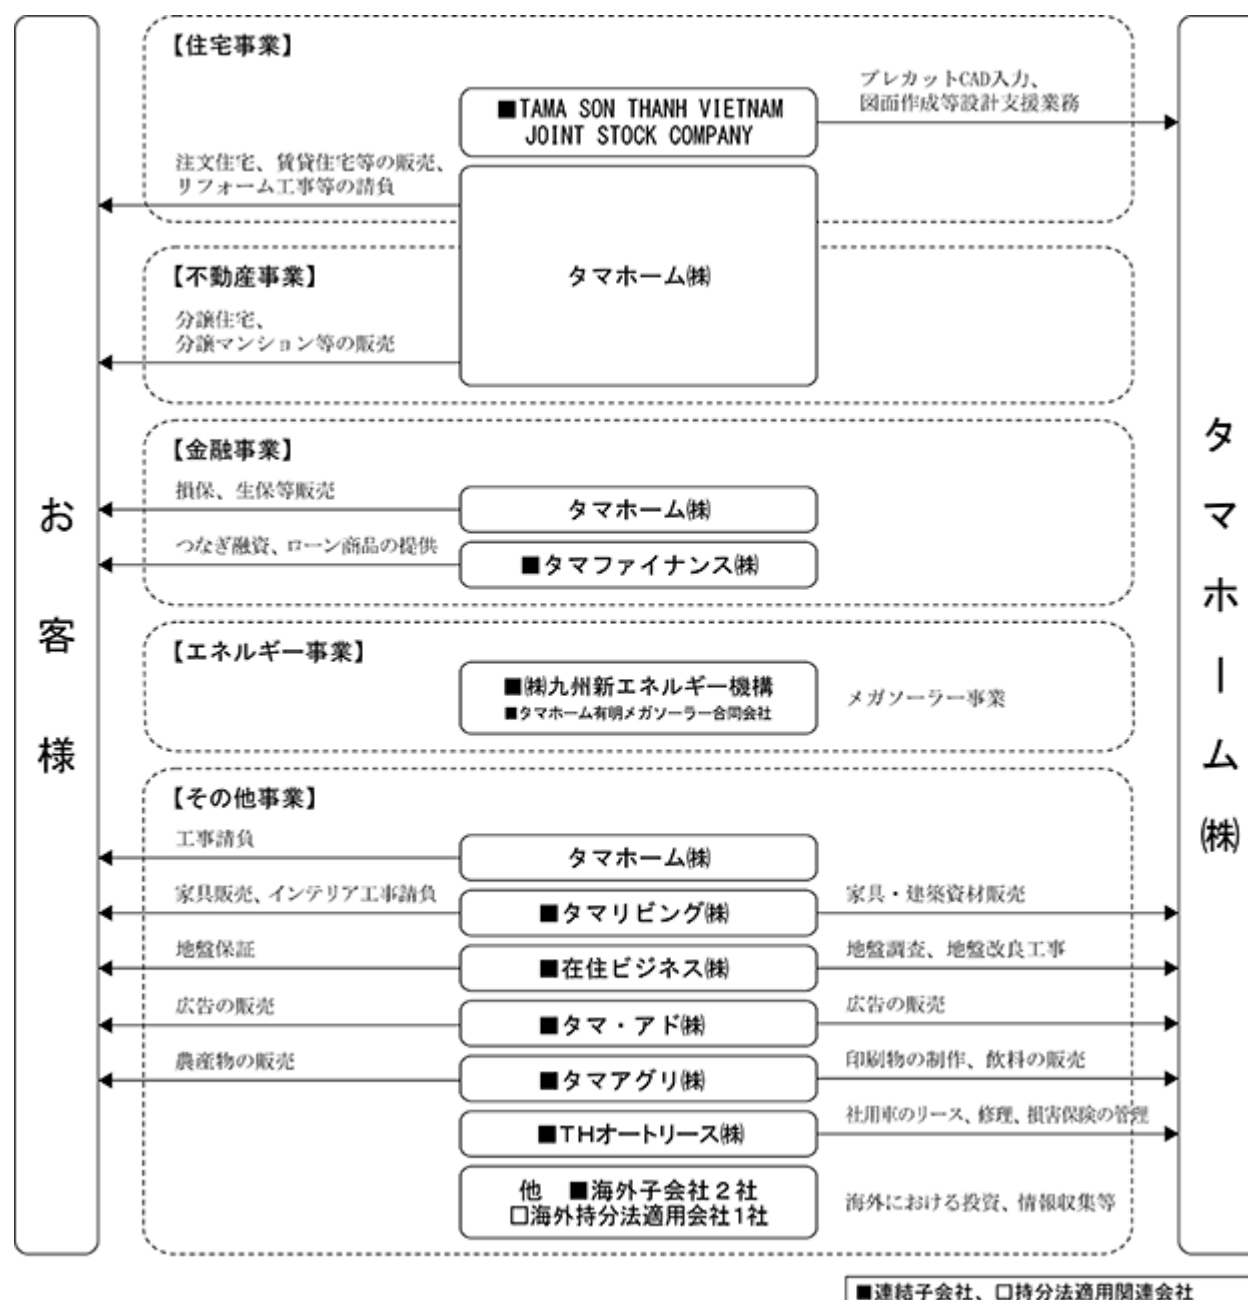 【住宅事業】
■TAMA SON THANH VIETNAM
JOINT STOCK COMPANY
プレカットCAD入力、
図面作成等設計支援業務
注文住宅、賃貸住宅等の販売、
リフォーム工事等の請負
タマホーム㈱
【不動産事業】
分譲住宅、
分譲マンション等の販売
【金融事業】
損保、生保等販売
タマホーム㈱
つなぎ融資、ローン商品の提供
■タマファイナンス㈱
【エネルギー事業】
■㈱九州新エネルギー機構
■タマホーム有明メガソーラー合同会社
メガソーラー事業
【その他事業】
工事請負
タマホーム㈱
家具販売、インテリア工事請負
■タマリビング㈱
家具・建築資材販売
地盤保証
■在住ビジネス㈱
地盤調査、地盤改良工事
広告の販売
■タマ・アド㈱
広告の販売
農産物の販売
■タマアグリ㈱
印刷物の制作、飲料の販売
■THオートリース㈱
社用車のリース、修理、損害保険の管理
他 ■海外子会社2社
□海外持分法適用会社1社
海外における投資、情報収集等
お客様
タマホーム㈱
■連結子会社、□持分法適用関連会社